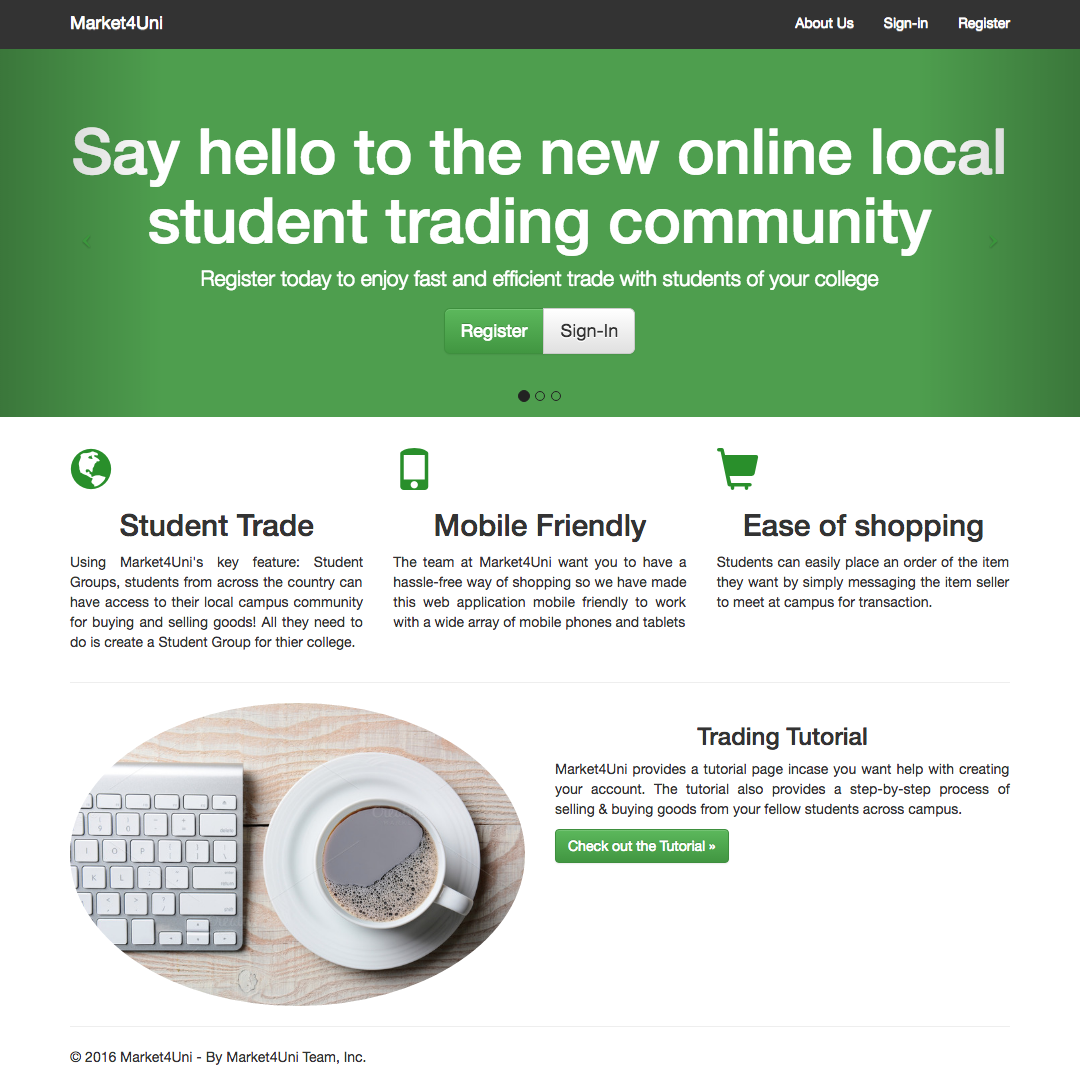 Market4Uni
About Us
Sign-in
Register
Say hello to the new online local
student trading community
Register today to enjoy fast and efficient trade with students of your college
Register
Sign-In
Student Trade
Using Market4Uni's key feature: Student
Groups, students from across the country can
have access to their local campus community
for buying and selling goods! All they need to
do is create a Student Group for thier college.
Mobile Friendly
The team at Market4Uni want you to have a
hassle-free way of shopping so we have made
this web application mobile friendly to work
with a wide array of mobile phones and tablets
Ease of shopping
Students can easily place an order of the item
they want by simply messaging the item seller
to meet at campus for transaction.
Trading Tutorial
Market4Uni provides a tutorial page incase you want help with creating
your account. The tutorial also provides a step-by-step process of
selling & buying goods from your fellow students across campus.
Check out the Tutorial »
© 2016 Market4Uni - By Market4Uni Team, Inc.